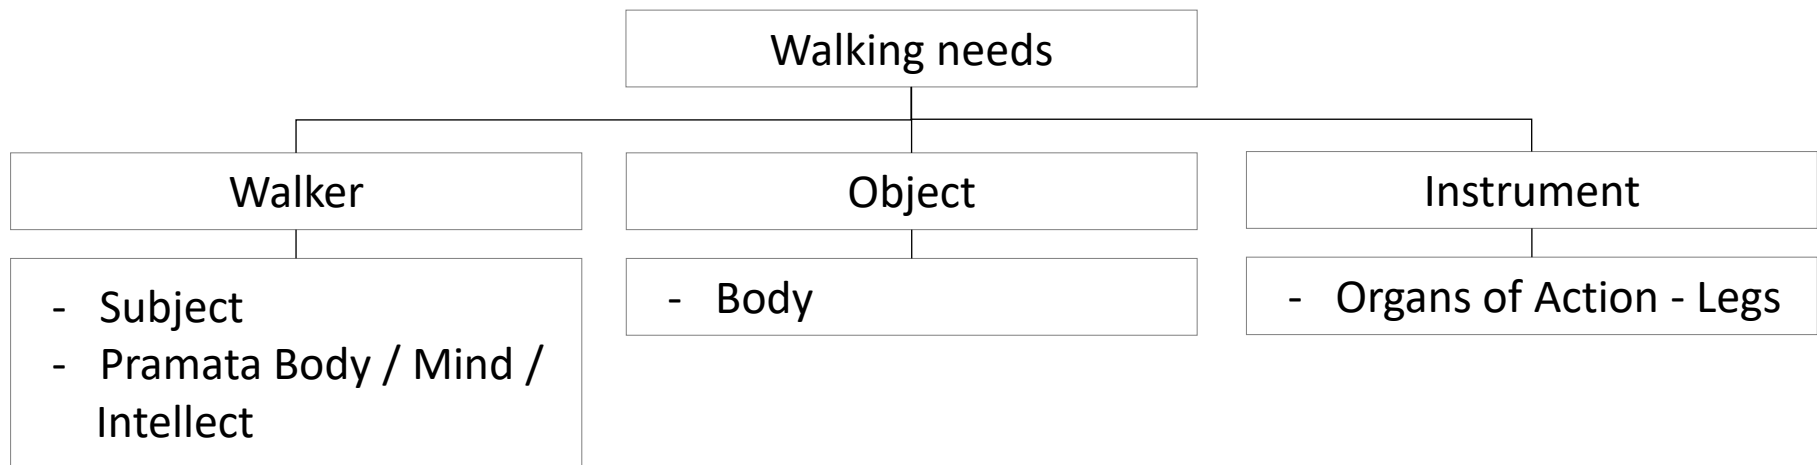 Walking needs
Walker
Object
Instrument
- Subject
- Pramata Body / Mind /
Intellect
- Body
- Organs of Action - Legs